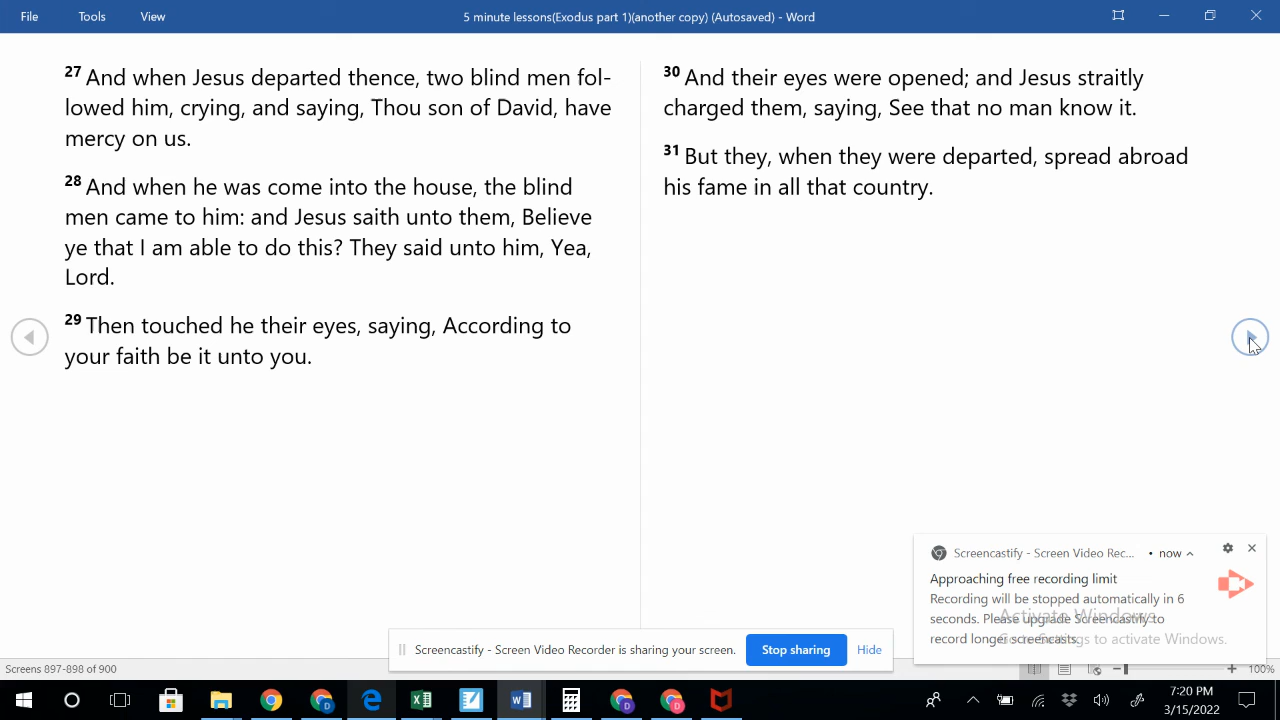 File Tools View 5 minute lessons(Exodus part 1)(another copy) (Autosaved) - Word
27 And when Jesus departed thence, two blind men fol-
lowed him, crying, and saying, Thou son of David, have
mercy on us.
28 And when he was come into the house, the blind
men came to him: and Jesus saith unto them, Believe
ye that I am able to do this? They said unto him, Yea,
Lord.
29 Then touched he their eyes, saying, According to
your faith be it unto you.
30 And their eyes were opened; and Jesus straitly
charged them, saying, See that no man know it.
31 But they, when they were departed, spread abroad
his fame in all that country.
Screencastify - Screen Video Rec... • now
Approaching free recording limit
Recording will be stopped automatically in 6
seconds. Please upgrade Screencastify to
record longer screencasts.
Activate Windows
Go to Settings to activate Windows.
Screencastify - Screen Video Recorder is sharing your screen. Stop sharing Hide
Screens 897-898 of 900
100%
7:20 PM
3/15/2022